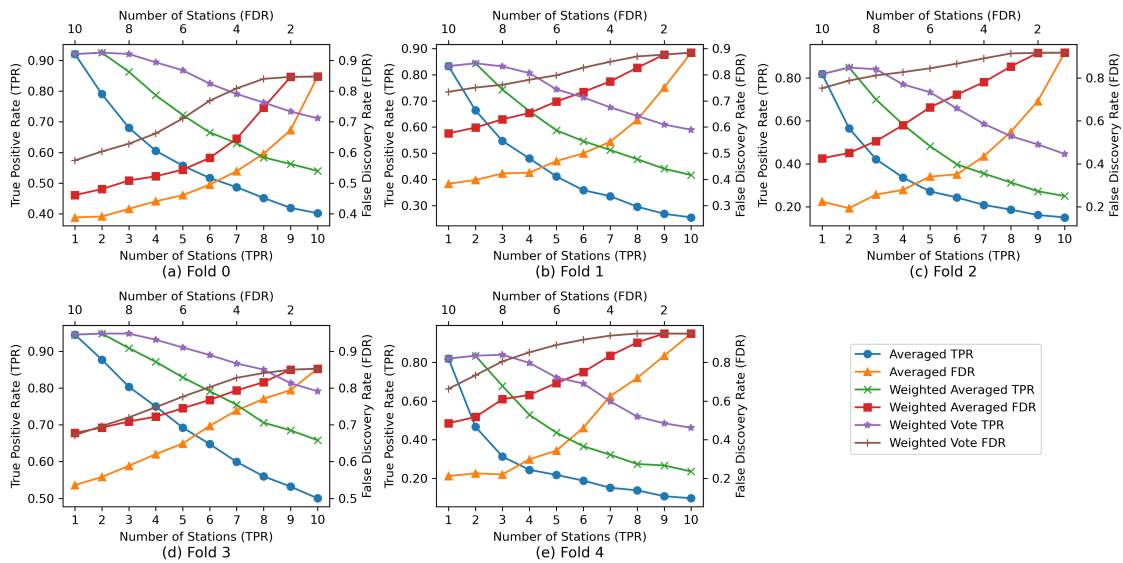 Number of Stations (FDR)
10 8 6 4 2
True Positive Rate (TPR)
0.90
0.80
0.70
0.60
0.50
0.40
0.9
0.8
0.7
0.6
0.5
0.4
False Discovery Rate (FDR)
1 2 3 4 5 6 7 8 9 10
Number of Stations (TPR)
(a) Fold 0
Number of Stations (FDR)
10 8 6 4 2
True Positive Rate (TPR)
0.90
0.80
0.70
0.60
0.50
0.40
0.30
0.9
0.8
0.7
0.6
0.5
0.4
0.3
False Discovery Rate (FDR)
1 2 3 4 5 6 7 8 9 10
Number of Stations (TPR)
(b) Fold 1
Number of Stations (FDR)
10 8 6 4 2
True Positive Rate (TPR)
0.80
0.60
0.40
0.20
0.8
0.6
0.4
0.2
False Discovery Rate (FDR)
1 2 3 4 5 6 7 8 9 10
Number of Stations (TPR)
(c) Fold 2
Number of Stations (FDR)
10 8 6 4 2
True Positive Rate (TPR)
0.90
0.80
0.70
0.60
0.50
0.9
0.8
0.7
0.6
0.5
False Discovery Rate (FDR)
1 2 3 4 5 6 7 8 9 10
Number of Stations (TPR)
(d) Fold 3
Number of Stations (FDR)
10 8 6 4 2
True Positive Rate (TPR)
0.80
0.60
0.40
0.20
0.8
0.6
0.4
0.2
False Discovery Rate (FDR)
1 2 3 4 5 6 7 8 9 10
Number of Stations (TPR)
(e) Fold 4
Averaged TPR
Averaged FDR
Weighted Averaged TPR
Weighted Averaged FDR
Weighted Vote TPR
Weighted Vote FDR